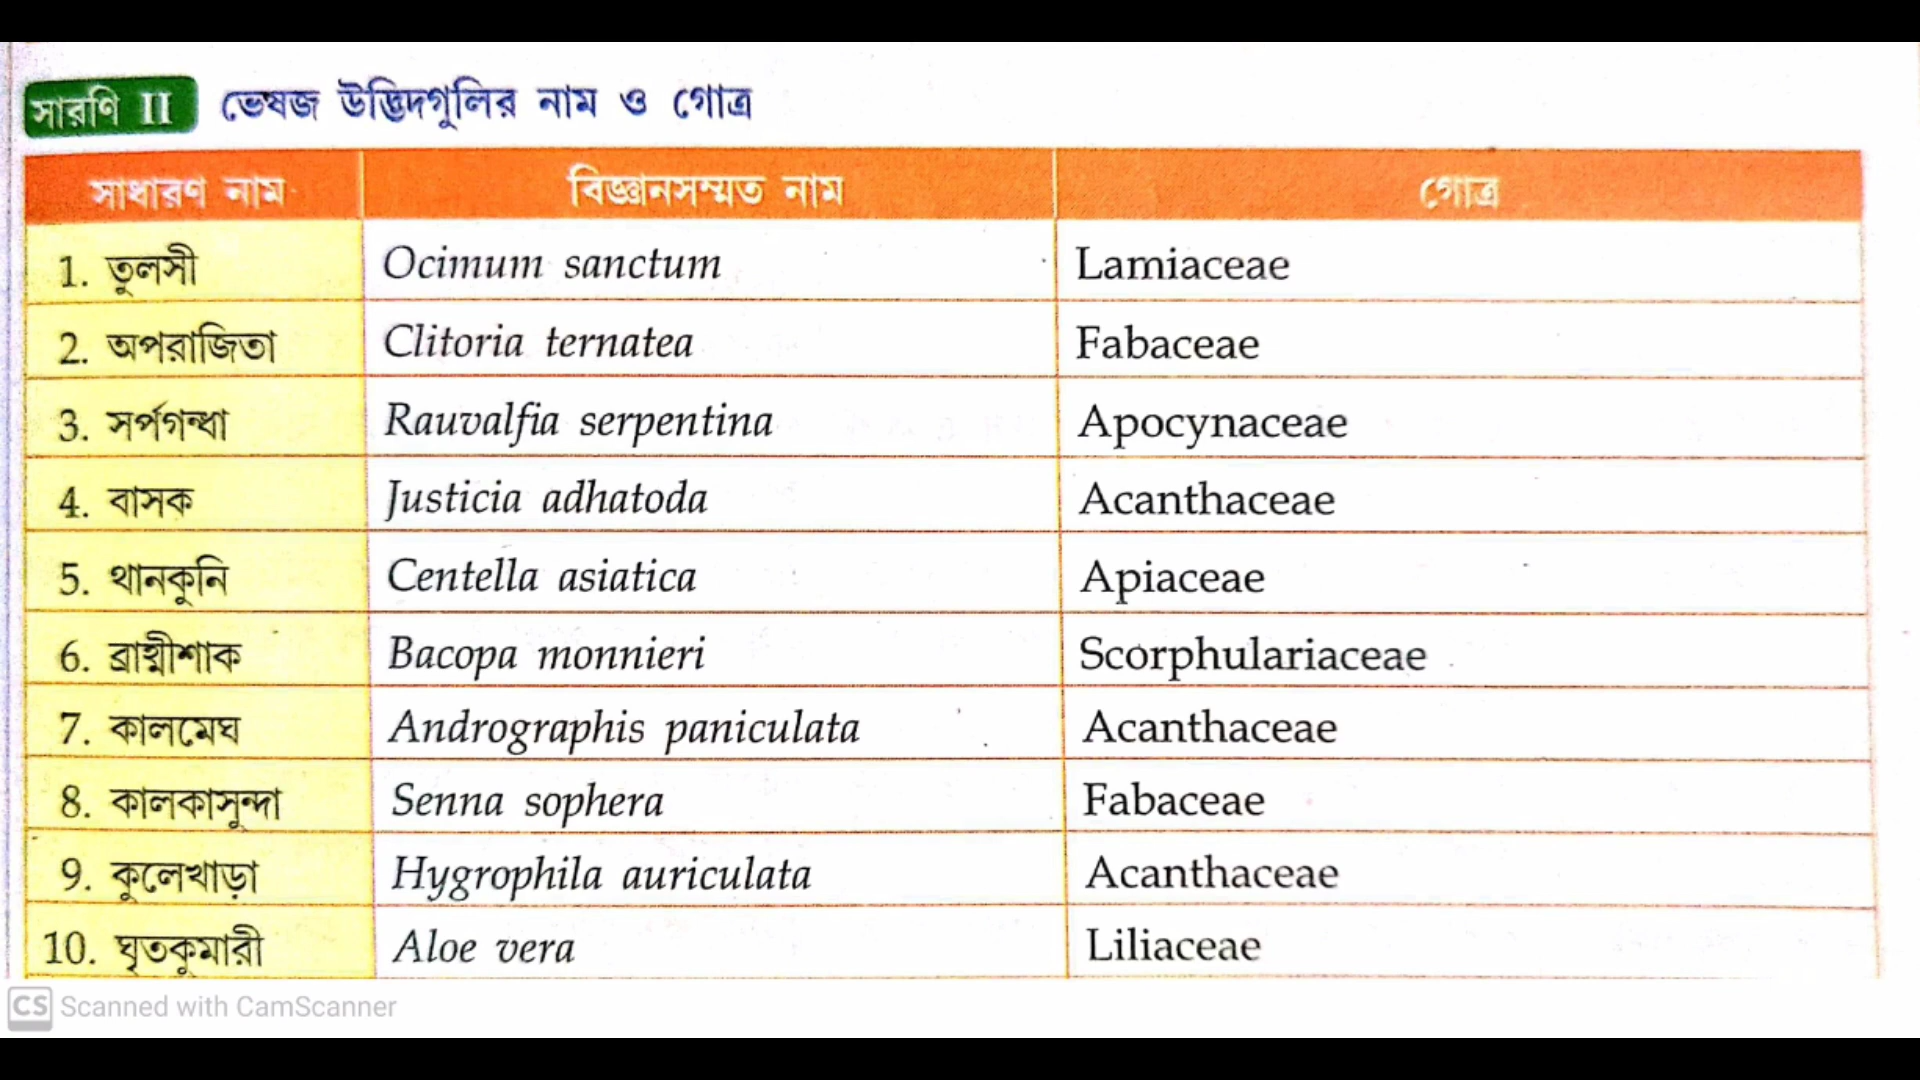 সারণি II ভেষজ উদ্ভিদগুলির নাম ও গোত্র
সাধারণ নাম বিজ্ঞানসম্মত নাম গোত্র
1. তুলসী Ocimum sanctum Lamiaceae
2. অপরাজিতা Clitoria ternatea Fabaceae
3. সর্পগন্ধা Rauvalfia serpentina Apocynaceae
4. বাসক Justicia adhatoda Acanthaceae
5. থানকুনি Centella asiatica Apiaceae
6. ব্রাহ্মীশাক Bacopa monnieri Scorphulariaceae
7. কালমেঘ Andrographis paniculata Acanthaceae
8. কালকাসুন্দা Senna sophera Fabaceae
9. কুলেখাড়া Hygrophila auriculata Acanthaceae
10. ঘৃতকুমারী Aloe vera Liliaceae
CS Scanned with CamScanner